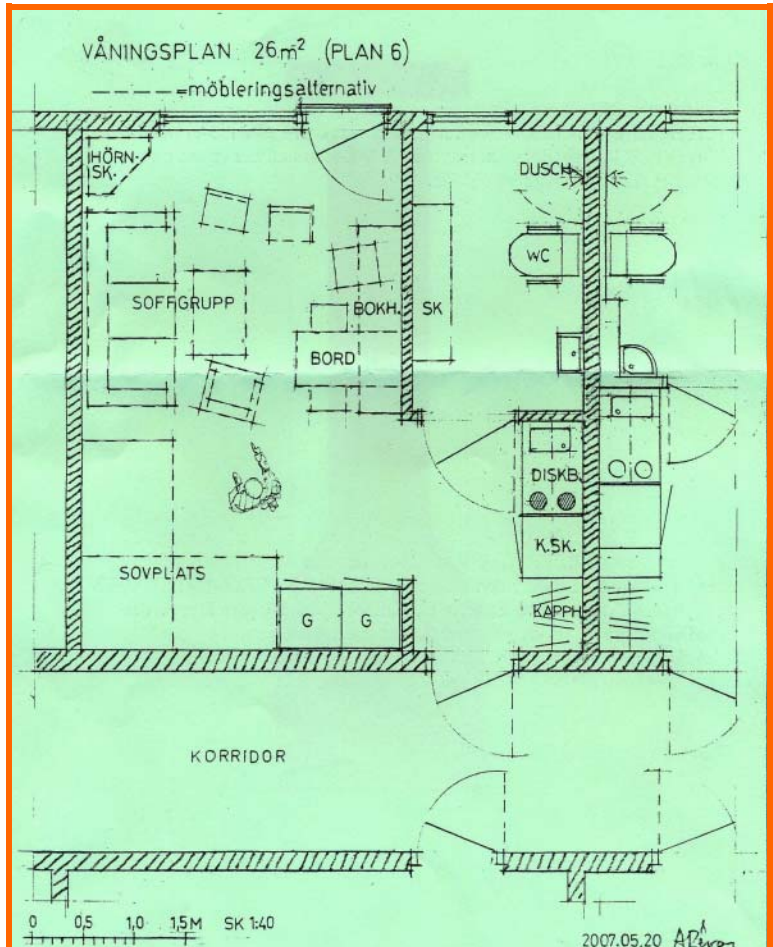 VÅNINGSPLAN 26m² (PLAN 6)
---- =möbleringsalternativ
HÖRN-
SK.
DUSCH
WC
SOFFGRUPP
BOKH.
SK
BORD
DISKB.
K.SK.
SOVPLATS
KAPPH.
G
G
KORRIDOR
0 0,5 1,0 1,5M SK 1:40
2007.05.20